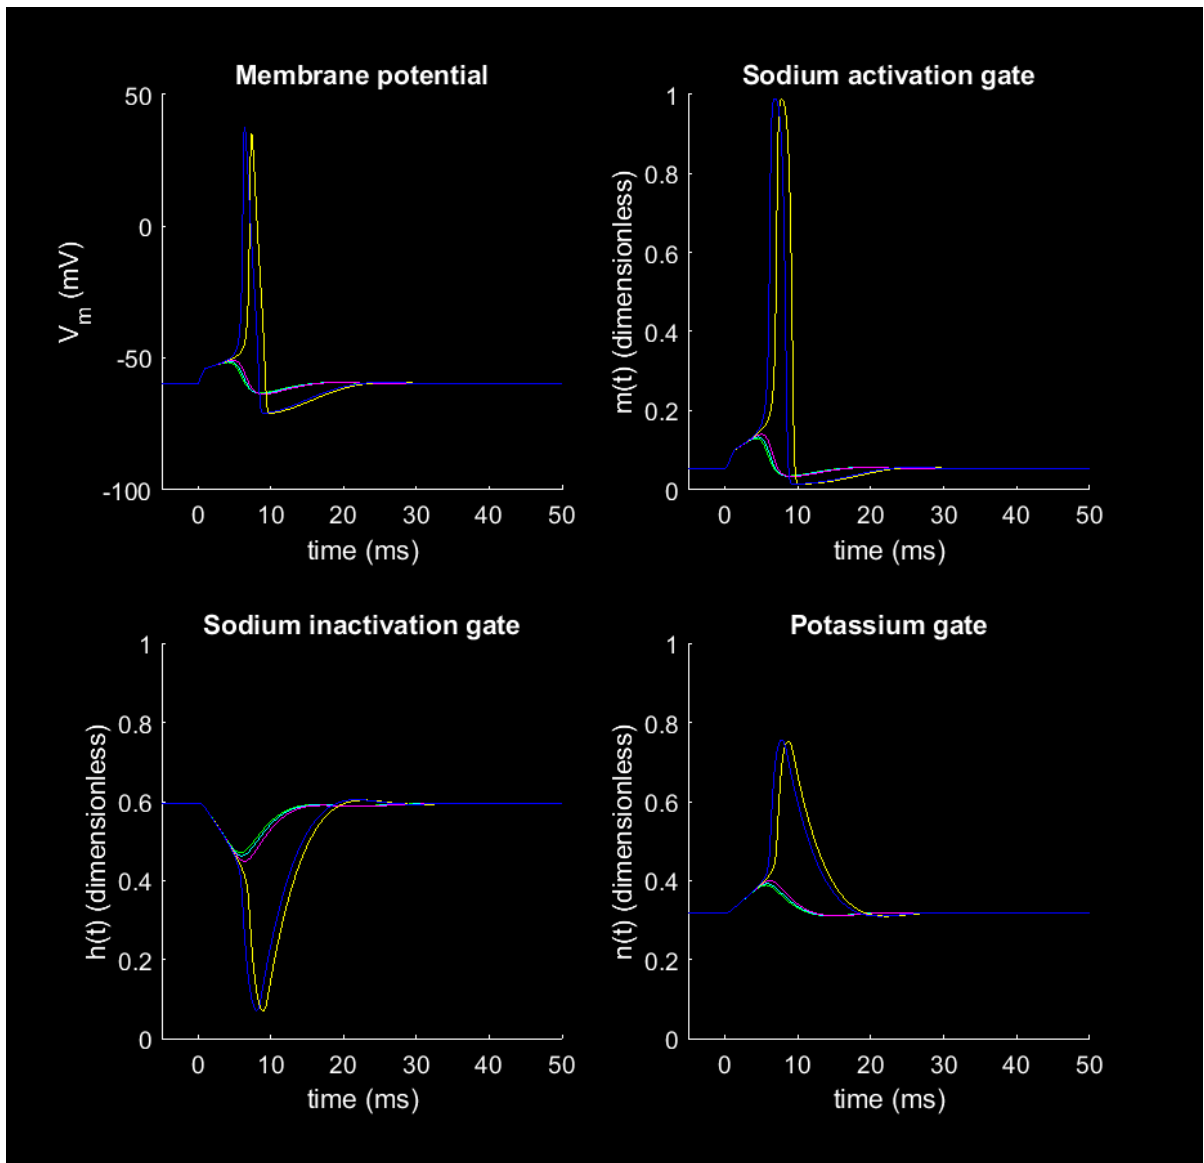 Membrane potential
50
0
-50
-100
V_m (mV)
0 10 20 30 40 50
time (ms)
Sodium activation gate
1
0.8
0.6
0.4
0.2
0
m(t) (dimensionless)
0 10 20 30 40 50
time (ms)
Sodium inactivation gate
1
0.8
0.6
0.4
0.2
0
h(t) (dimensionless)
0 10 20 30 40 50
time (ms)
Potassium gate
1
0.8
0.6
0.4
0.2
0
n(t) (dimensionless)
0 10 20 30 40 50
time (ms)